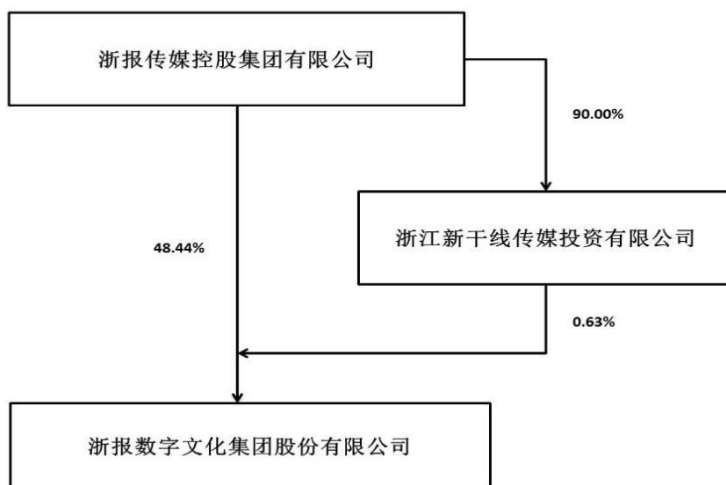 浙报传媒控股集团有限公司
90.00%
浙江新干线传媒投资有限公司
48.44%
0.63%
浙报数字文化集团股份有限公司